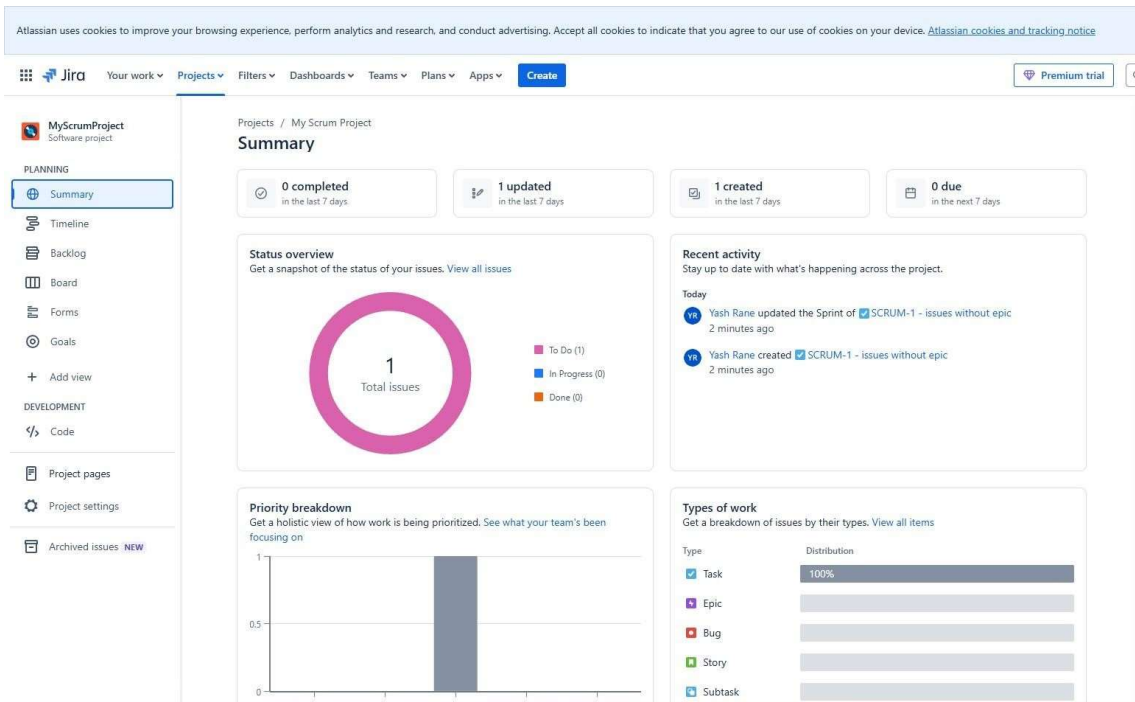 Atlassian uses cookies to improve your browsing experience, perform analytics and research, and conduct advertising. Accept all cookies to indicate that you agree to our use of cookies on your device. Atlassian cookies and tracking notice
Jira Your work Projects Filters Dashboards Teams Plans Apps Create Premium trial
MyScrumProject
Software project
PLANNING
Summary
Timeline
Backlog
Board
Forms
Goals
+ Add view
DEVELOPMENT
Code
Project pages
Project settings
Archived issues NEW
Projects / My Scrum Project
Summary
0 completed
in the last 7 days
1 updated
in the last 7 days
1 created
in the last 7 days
0 due
in the next 7 days
Status overview
Get a snapshot of the status of your issues. View all issues
1
Total issues
To Do (1)
In Progress (0)
Done (0)
Recent activity
Stay up to date with what's happening across the project.
Today
YR Yash Rane updated the Sprint of SCRUM-1 - issues without epic
2 minutes ago
YR Yash Rane created SCRUM-1 - issues without epic
2 minutes ago
Priority breakdown
Get a holistic view of how work is being prioritized. See what your team's been
focusing on
1
0.5
0
Types of work
Get a breakdown of issues by their types. View all items
Type Distribution
Task 100%
Epic
Bug
Story
Subtask